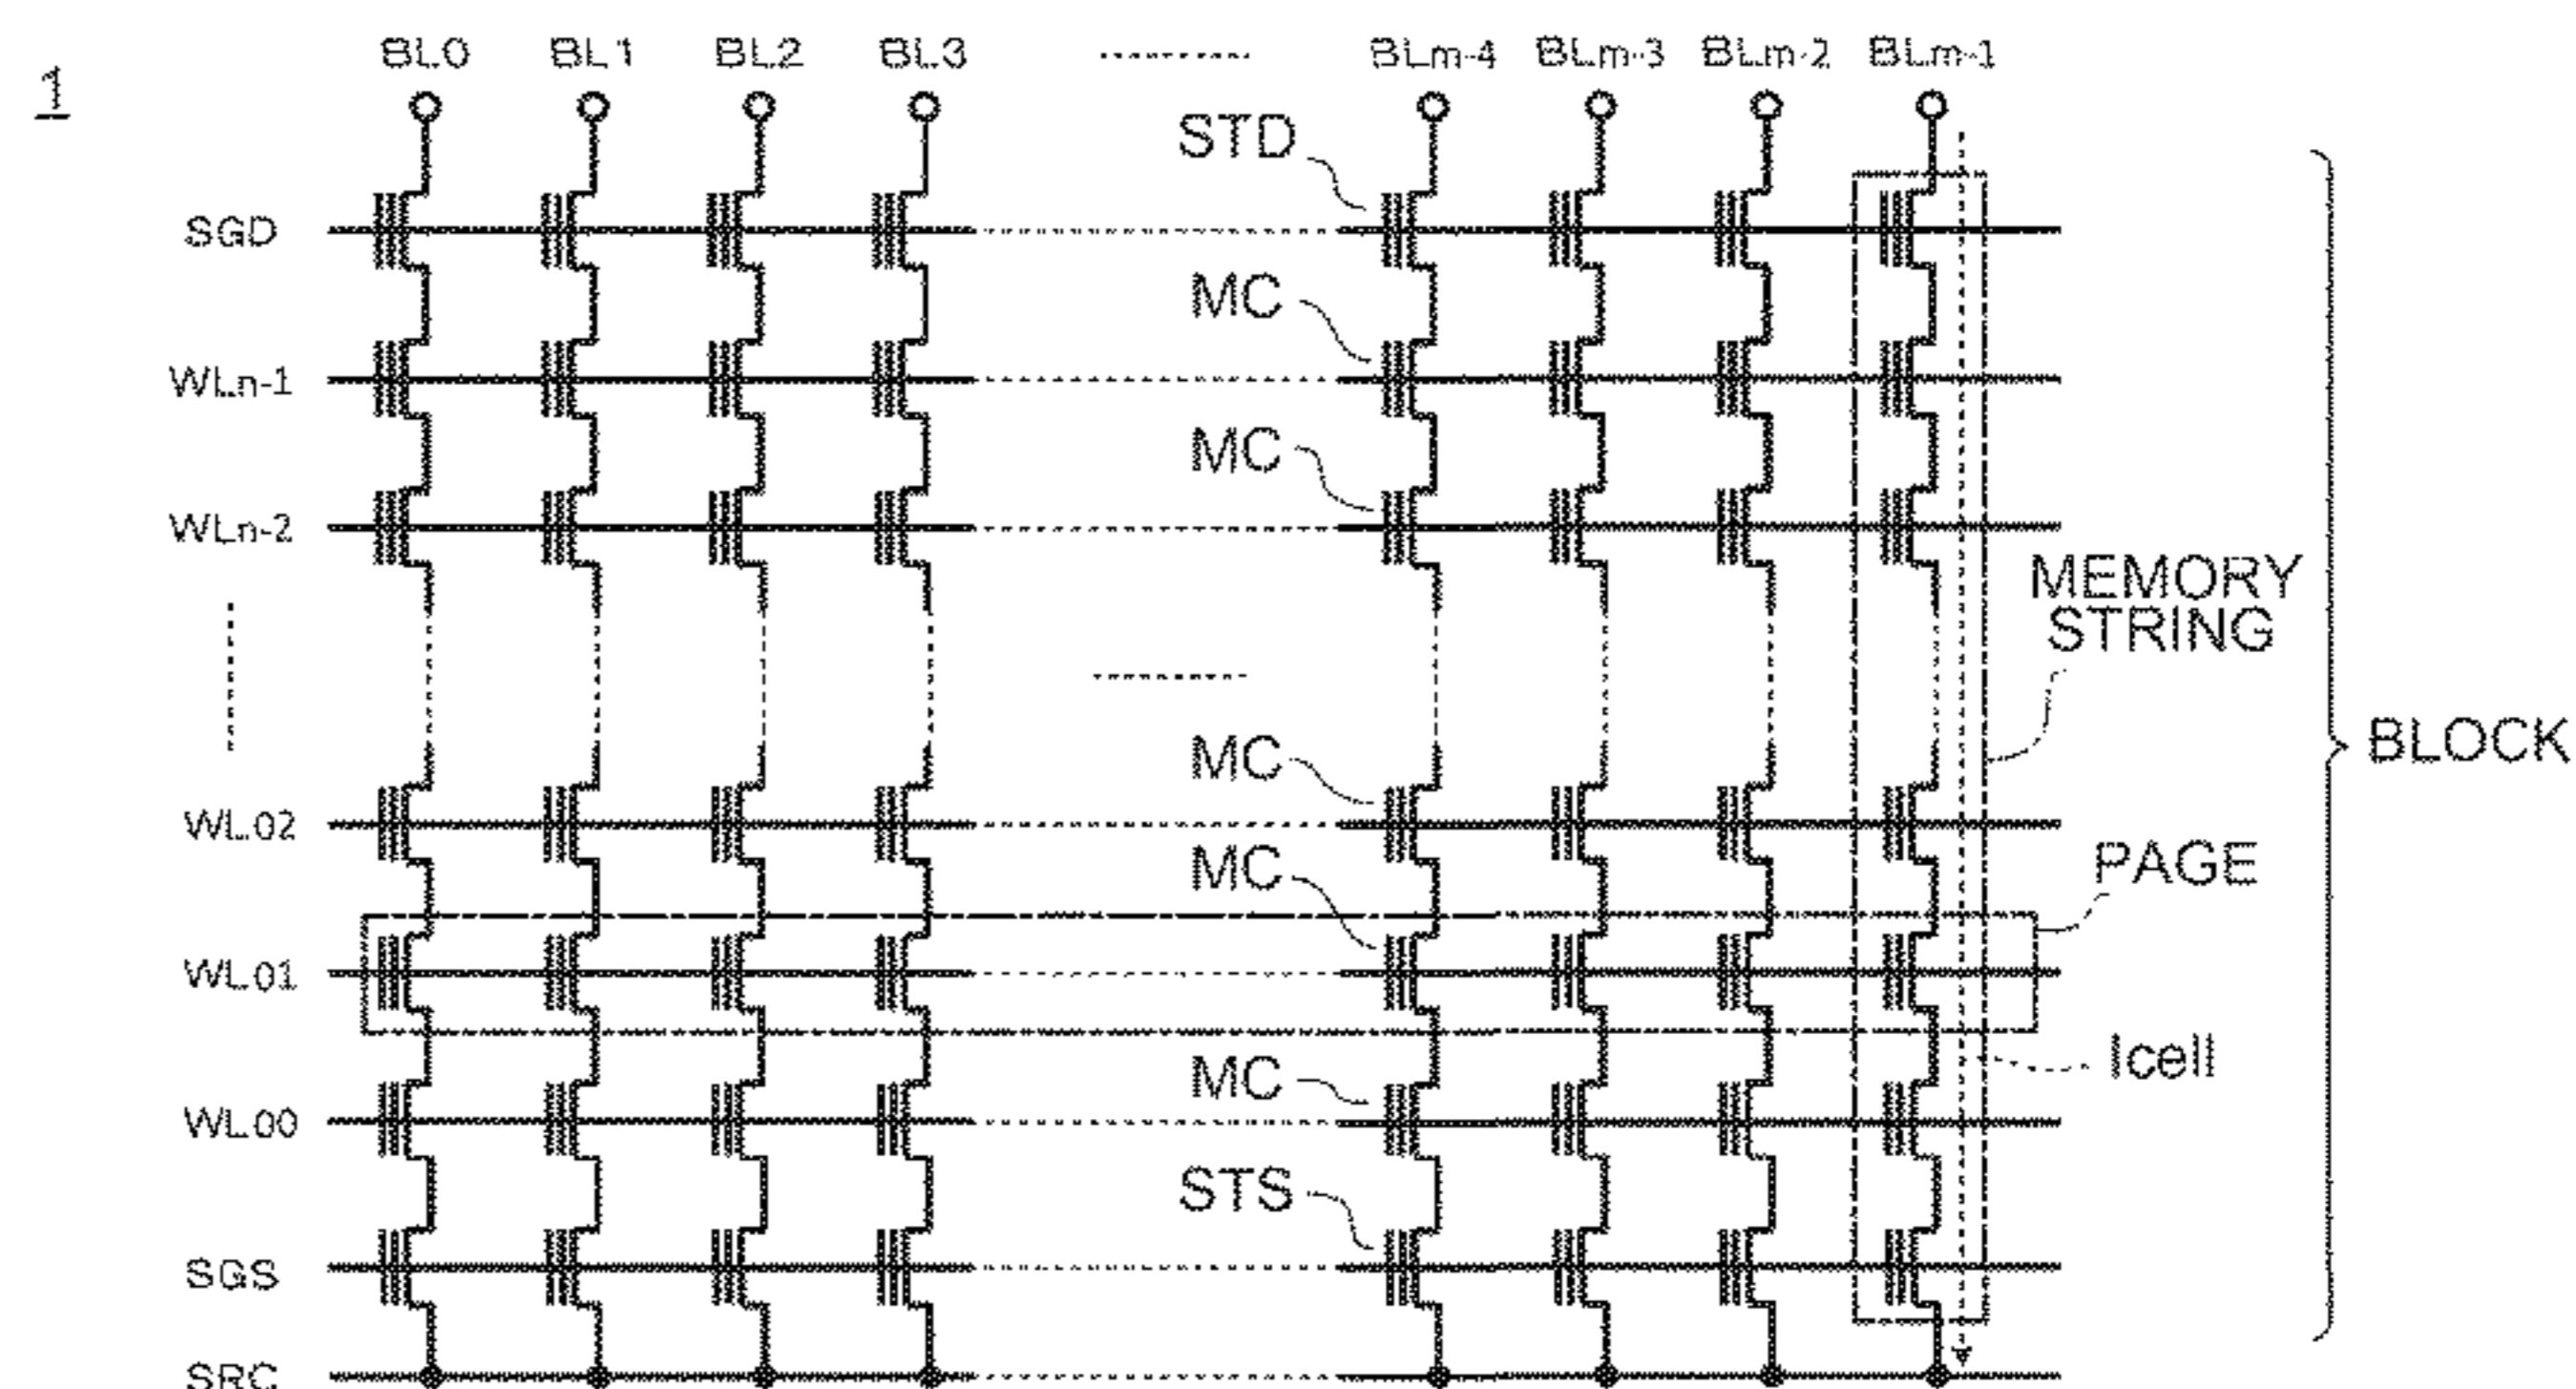 1
BL0 BL1 BL2 BL3 BLm-4 BLm-3 BLm-2 BLm-1
STD
SGD
MC
WLn-1
MC
WLn-2
MEMORY
STRING
BLOCK
MC
WL02
MC
PAGE
WL01
Icell
MC
WL00
STS
SGS
SRC